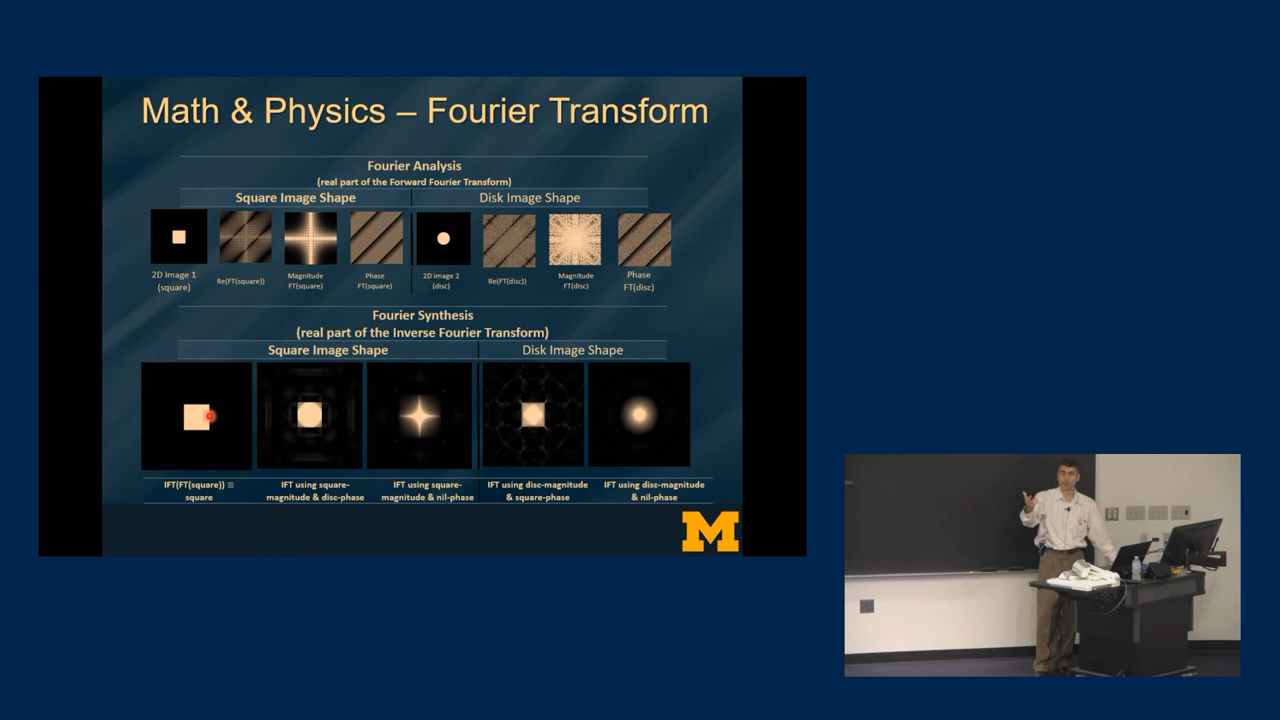 Math & Physics – Fourier Transform
Fourier Analysis
(real part of the Forward Fourier Transform)
Square Image Shape
Disk Image Shape
2D image 1
(square)
Re(FT(square))
Magnitude
FT(square)
Phase
FT(square)
2D image 2
(disc)
Re(FT(disc))
Magnitude
FT(disc)
Phase
FT(disc)
Fourier Synthesis
(real part of the Inverse Fourier Transform)
Square Image Shape
Disk Image Shape
IFT(FT(square)) ≡
square
IFT using square-
magnitude & disc-phase
IFT using square-
magnitude & nil-phase
IFT using disc-magnitude
& square-phase
IFT using disc-magnitude
& nil-phase
M